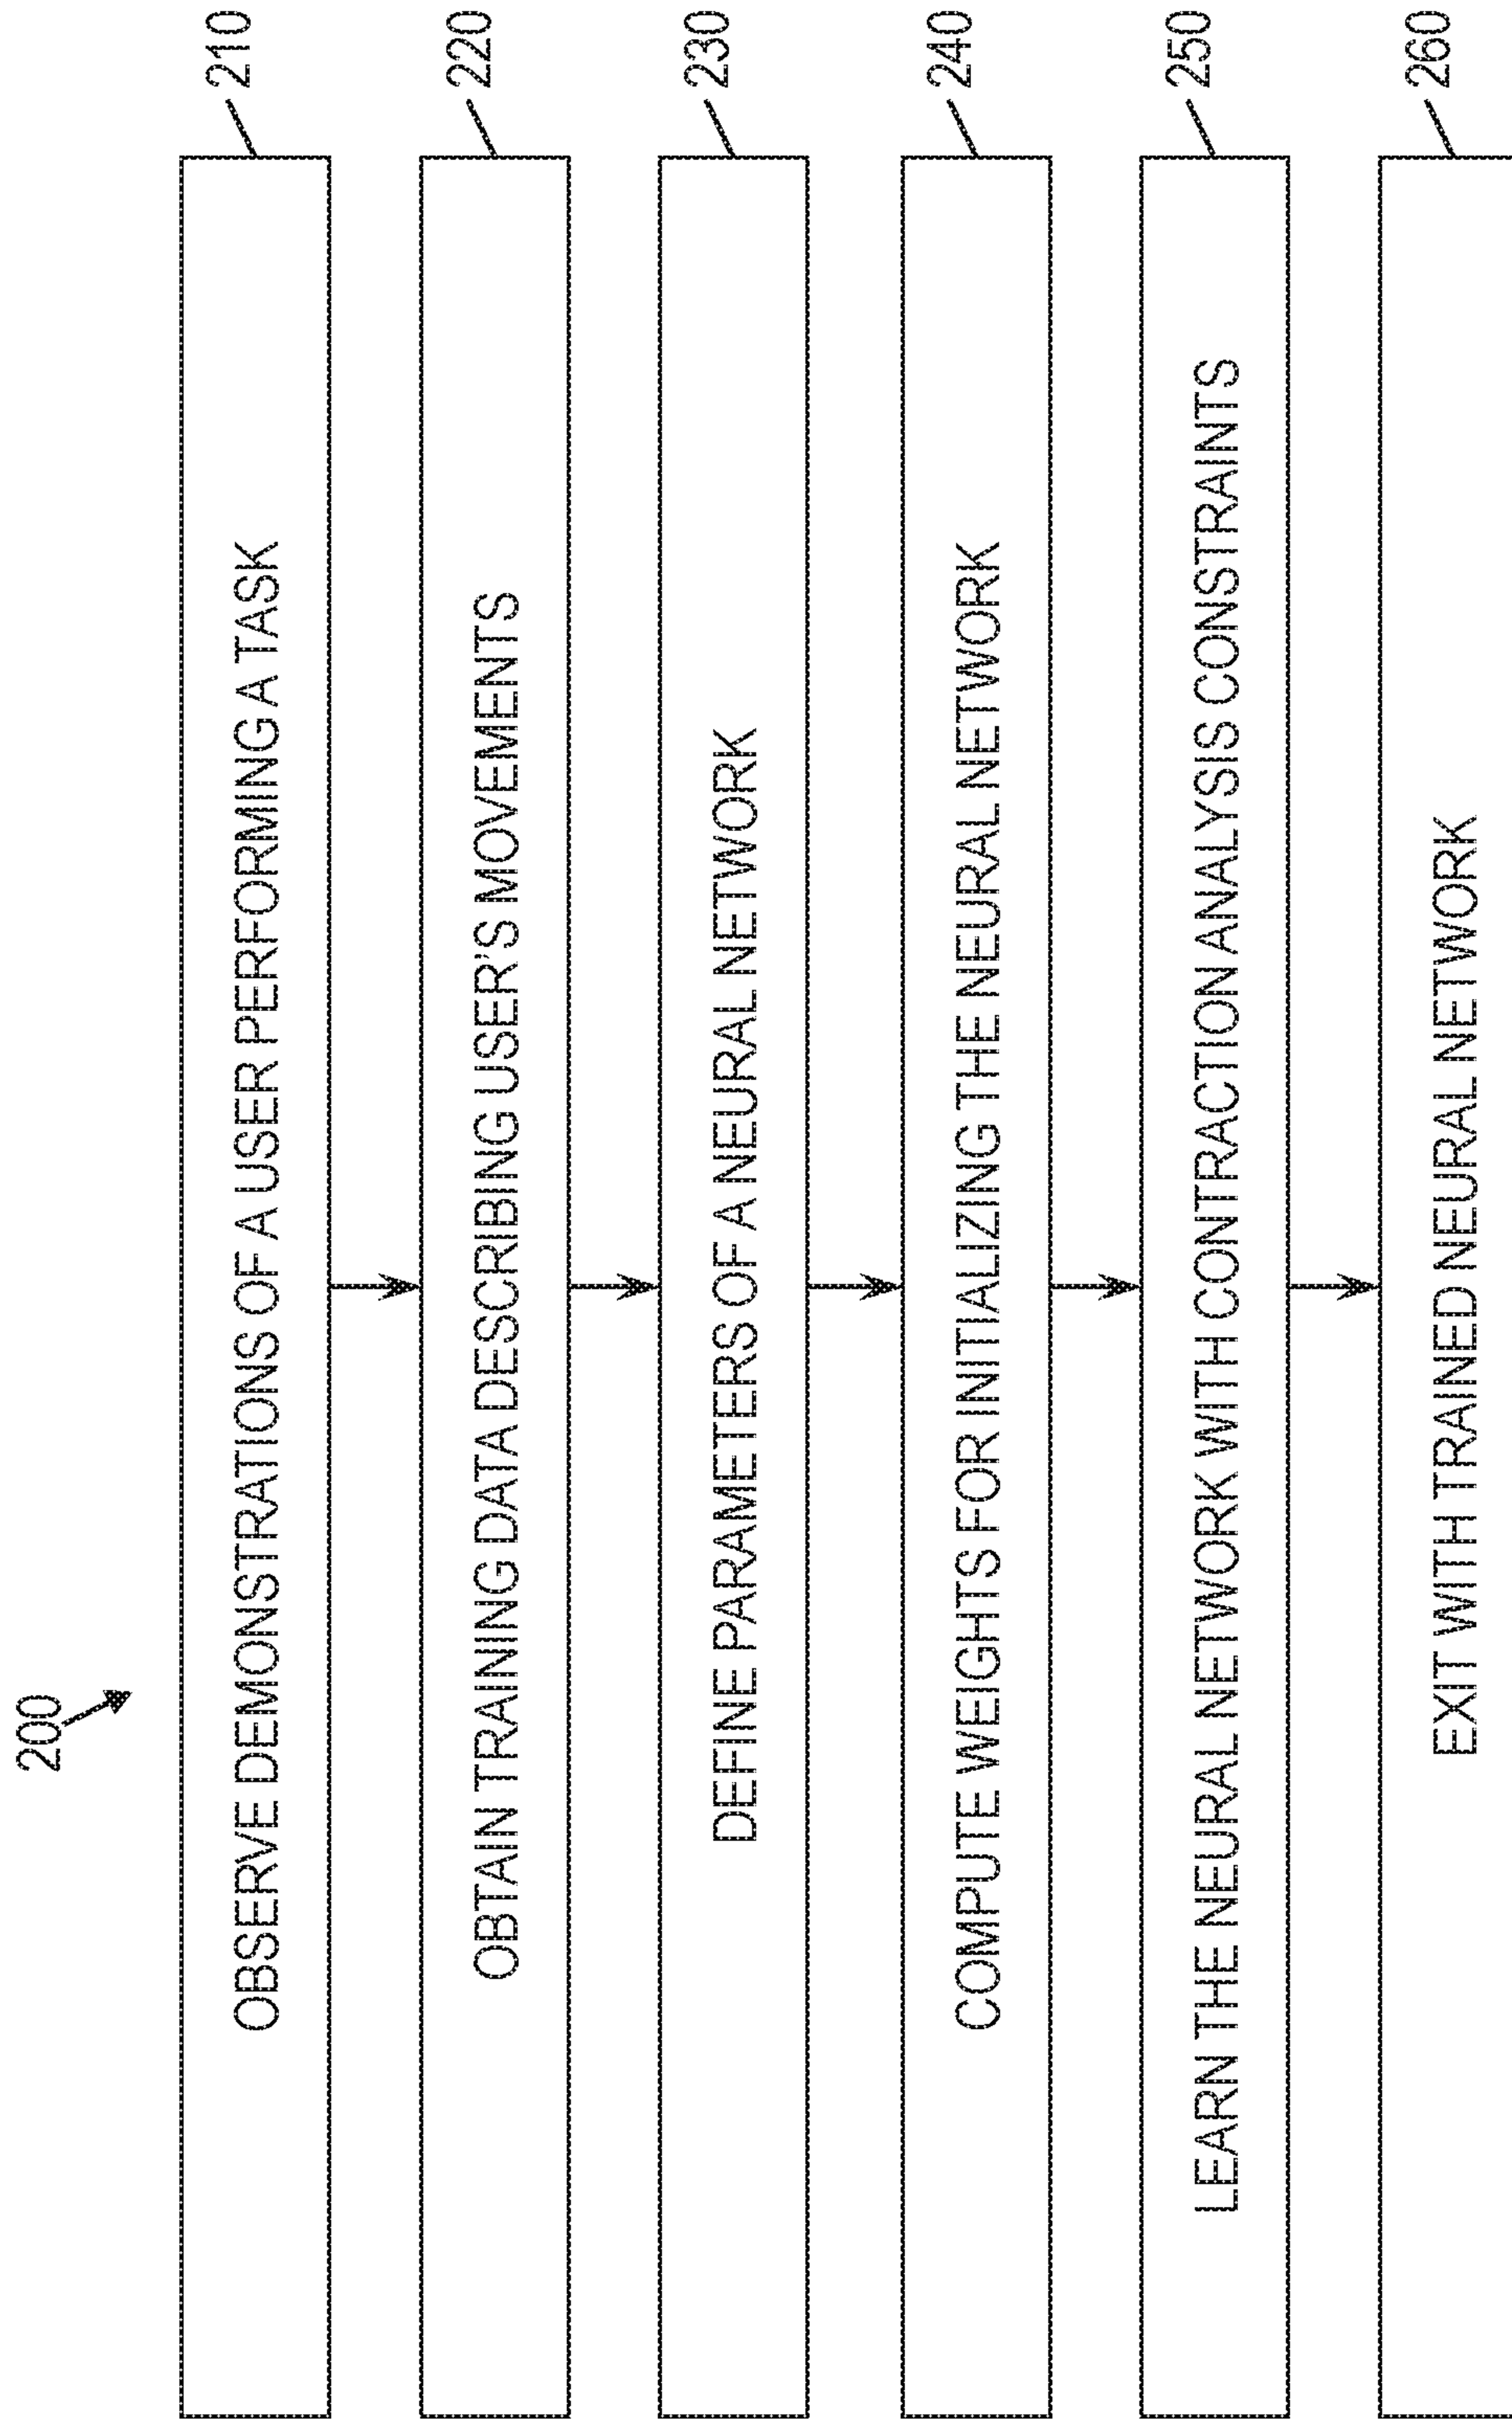 200
OBSERVE DEMONSTRATIONS OF A USER PERFORMING A TASK
210
OBTAIN TRAINING DATA DESCRIBING USER'S MOVEMENTS
220
DEFINE PARAMETERS OF A NEURAL NETWORK
230
COMPUTE WEIGHTS FOR INITIALIZING THE NEURAL NETWORK
240
LEARN THE NEURAL NETWORK WITH CONTRACTION ANALYSIS CONSTRAINTS
250
EXIT WITH TRAINED NEURAL NETWORK
260